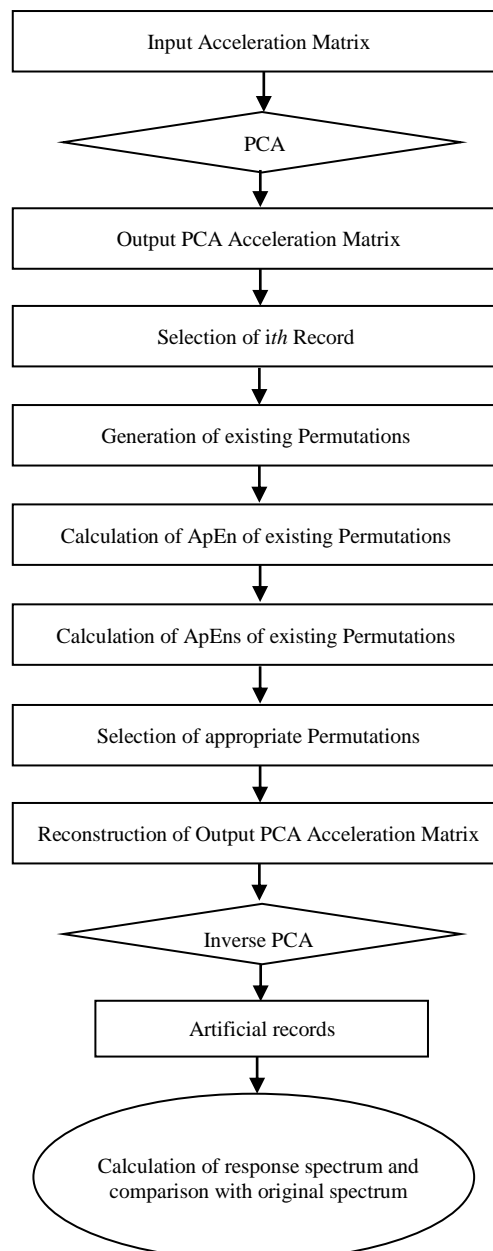 Input Acceleration Matrix
PCA
Output PCA Acceleration Matrix
Selection of ith Record
Generation of existing Permutations
Calculation of ApEn of existing Permutations
Calculation of ApEns of existing Permutations
Selection of appropriate Permutations
Reconstruction of Output PCA Acceleration Matrix
Inverse PCA
Artificial records
Calculation of response spectrum and
comparison with original spectrum